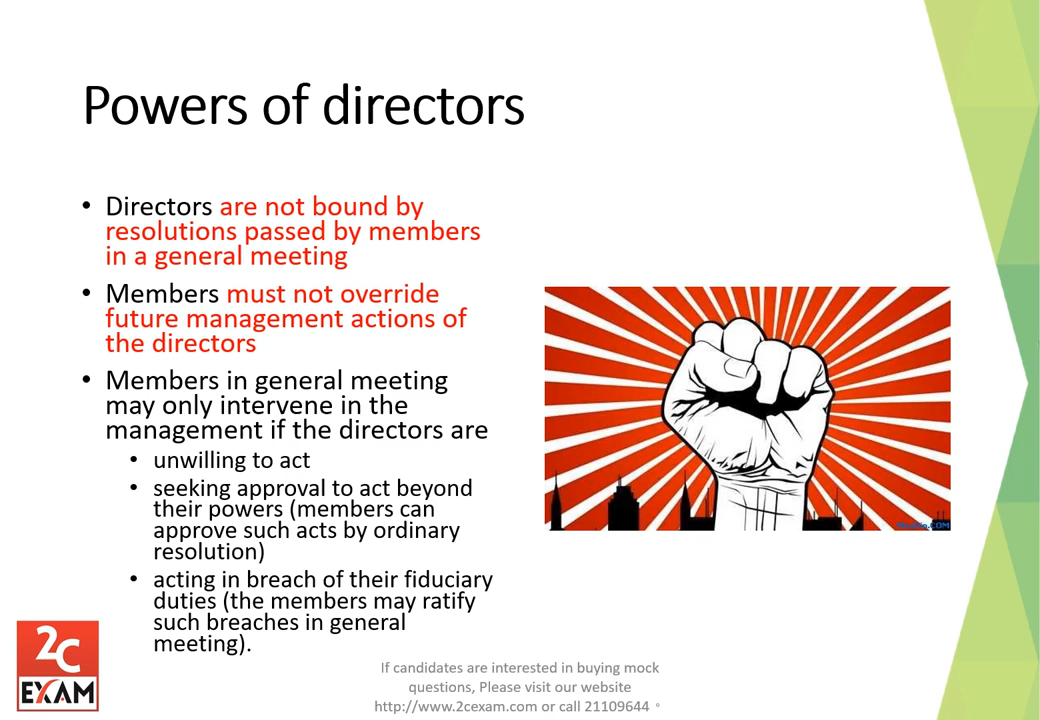 Powers of directors
• Directors are not bound by
resolutions passed by members
in a general meeting
• Members must not override
future management actions of
the directors
• Members in general meeting
may only intervene in the
management if the directors are
• unwilling to act
• seeking approval to act beyond
their powers (members can
approve such acts by ordinary
resolution)
• acting in breach of their fiduciary
duties (the members may ratify
such breaches in general
meeting).
2C
EXAM
If candidates are interested in buying mock
questions, Please visit our website
http://www.2cexam.com or call 21109644 。